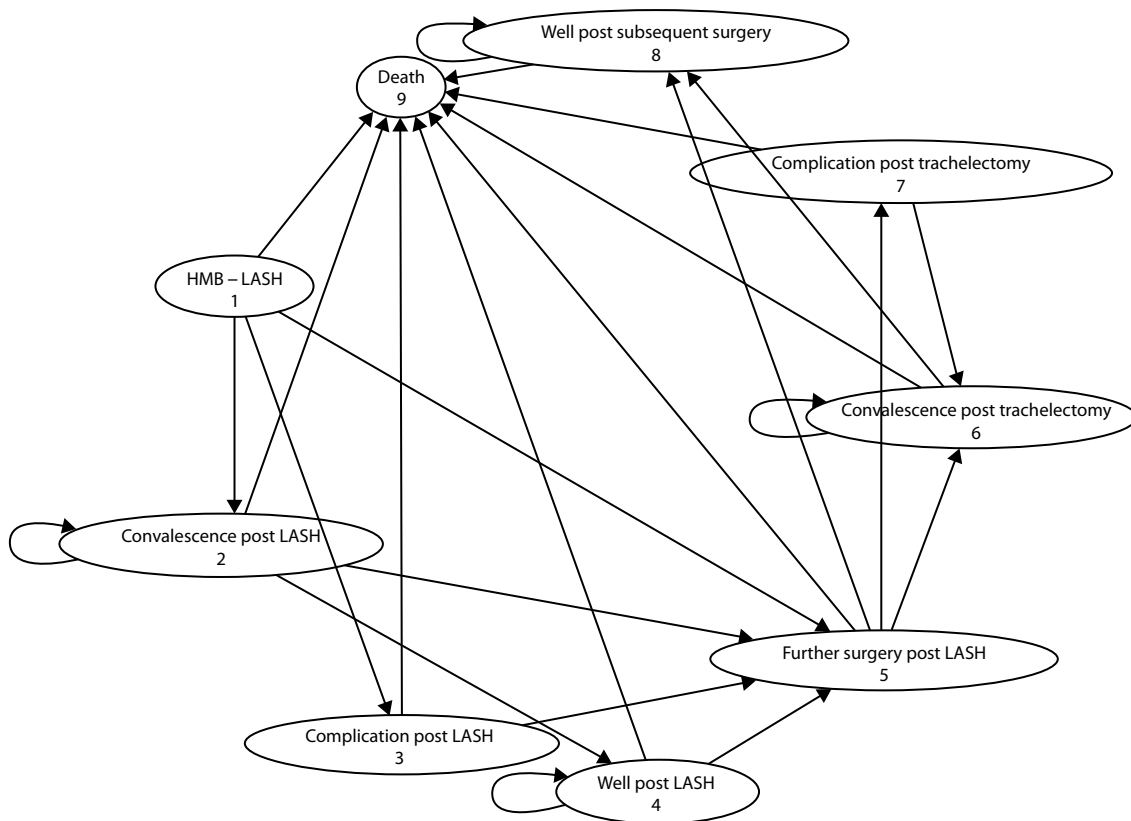 Well post subsequent surgery
8
Death
9
Complication post trachelectomy
7
HMB – LASH
1
Convalescence post trachelectomy
6
Convalescence post LASH
2
Further surgery post LASH
5
Complication post LASH
3
Well post LASH
4